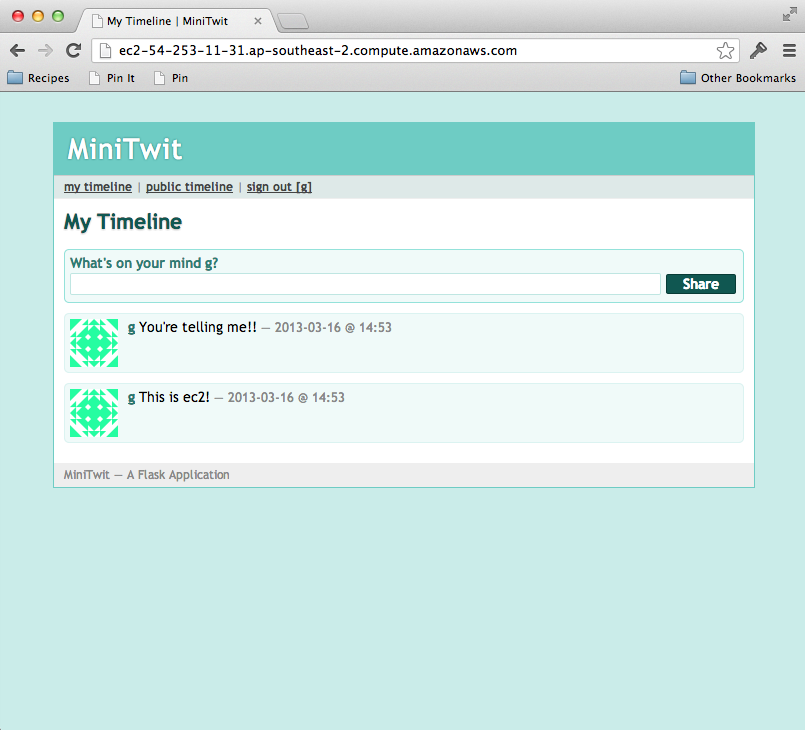 My Timeline | MiniTwit
ec2-54-253-11-31.ap-southeast-2.compute.amazonaws.com
Recipes Pin It Pin Other Bookmarks
MiniTwit
my timeline | public timeline | sign out [g]
My Timeline
What's on your mind g?
Share
g You're telling me!! — 2013-03-16 @ 14:53
g This is ec2! — 2013-03-16 @ 14:53
MiniTwit — A Flask Application